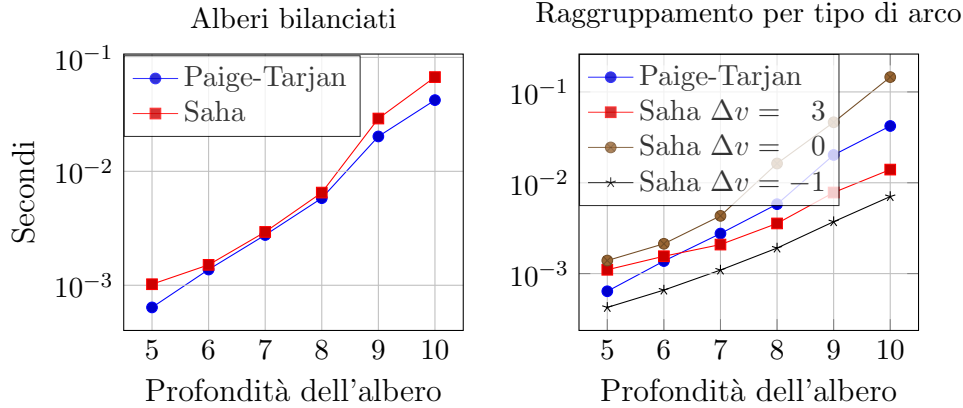 Alberi bilanciati
10⁻¹
10⁻²
10⁻³
Secondi
Paige-Tarjan
Saha
5 6 7 8 9 10
Profondità dell'albero
Raggruppamento per tipo di arco
10⁻¹
10⁻²
10⁻³
Paige-Tarjan
Saha Δv = 3
Saha Δv = 0
Saha Δv = −1
5 6 7 8 9 10
Profondità dell'albero